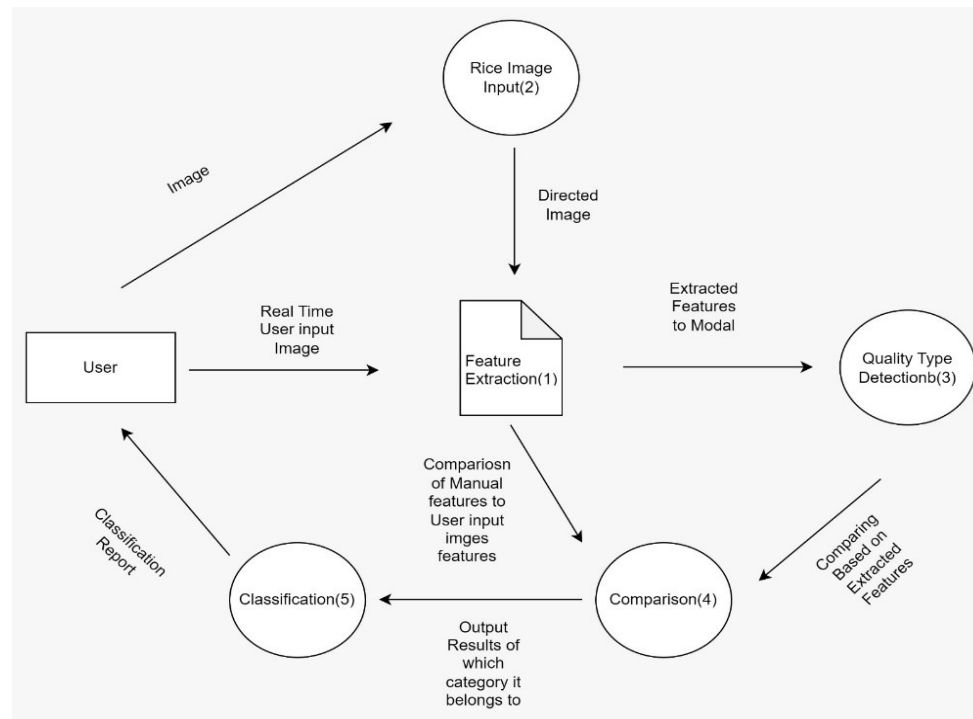 Rice Image
Input(2)
Image
Directed
Image
Real Time
User input
Image
Extracted
Features
to Modal
User
Feature
Extraction(1)
Quality Type
Detectionb(3)
Compariosn
of Manual
features to
User input
imges
features
Classification
Report
Comparing
Based on
Extracted
Features
Classification(5)
Comparison(4)
Output
Results of
which
category it
belongs to